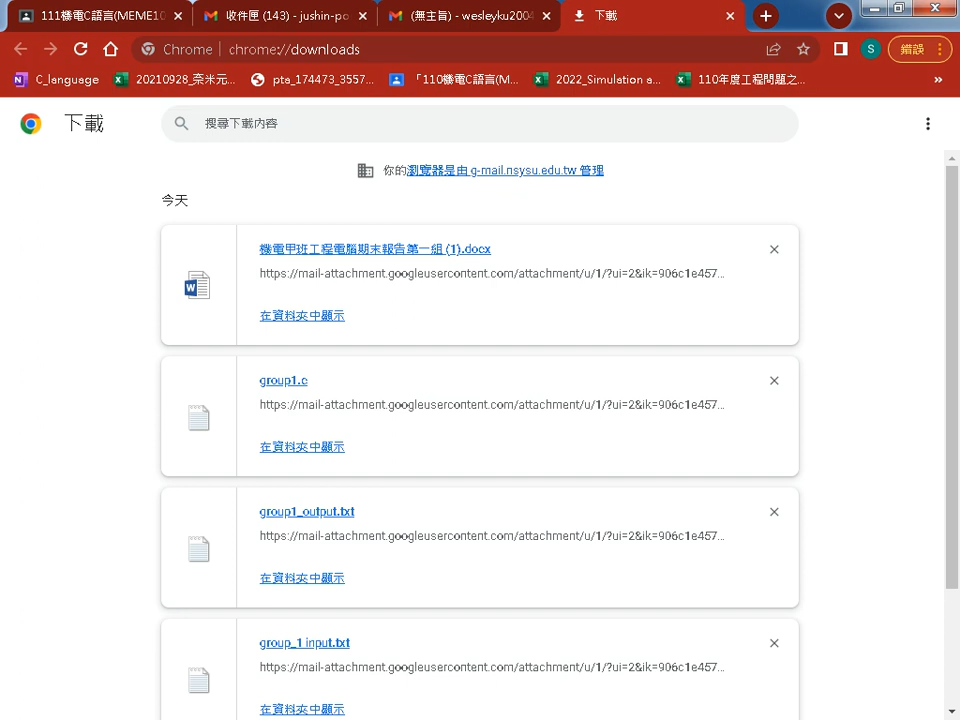 111機電C語言(MEME10
收件匣 (143) - jushin-po
(無主旨) - wesleyku2004
下載
Chrome
chrome://downloads
S
錯誤
C_language
20210928_奈米元...
pta_174473_3557...
「110機電C語言(M...
2022_Simulation a...
110年度工程問題之...
»
下載
搜尋下載內容
你的瀏覽器是由 g-mail.nsysu.edu.tw 管理
今天
機電甲班工程電腦期末報告第一組 (1).docx
https://mail-attachment.googleusercontent.com/attachment/u/1/?ui=2&ik=906c1e457...
在資料夾中顯示
group1.c
https://mail-attachment.googleusercontent.com/attachment/u/1/?ui=2&ik=906c1e457...
在資料夾中顯示
group1_output.txt
https://mail-attachment.googleusercontent.com/attachment/u/1/?ui=2&ik=906c1e457...
在資料夾中顯示
group_1 input.txt
https://mail-attachment.googleusercontent.com/attachment/u/1/?ui=2&ik=906c1e457...
在資料夾中顯示